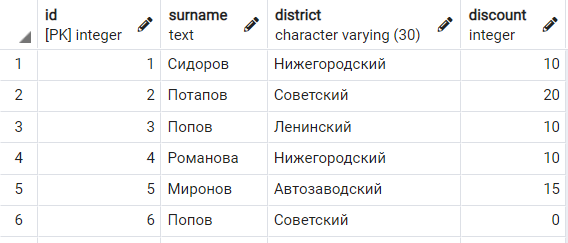 id surname district discount
[PK] integer text character varying (30) integer
1 1 Сидоров Нижегородский 10
2 2 Потапов Советский 20
3 3 Попов Ленинский 10
4 4 Романова Нижегородский 10
5 5 Миронов Автозаводский 15
6 6 Попов Советский 0